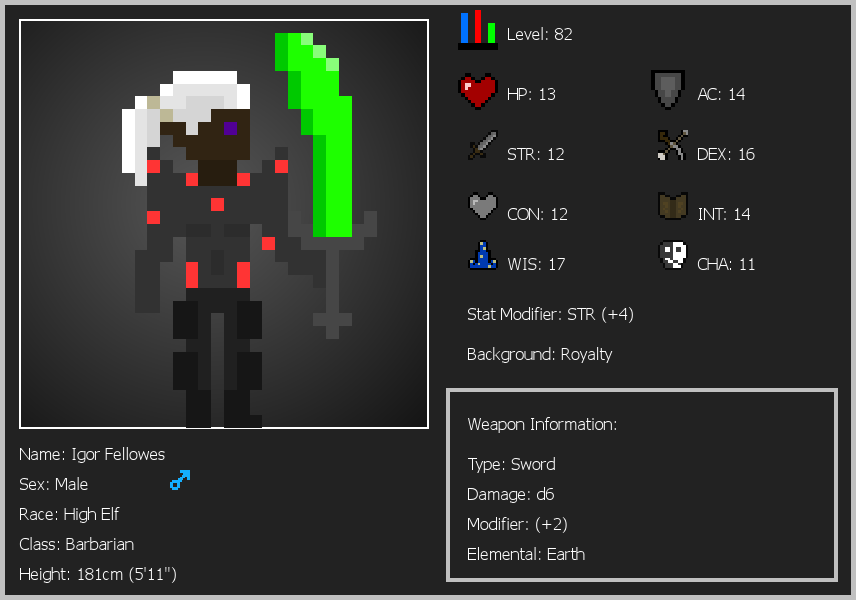 Level: 82
HP: 13
AC: 14
STR: 12
DEX: 16
CON: 12
INT: 14
WIS: 17
CHA: 11
Stat Modifier: STR (+4)
Background: Royalty
Weapon Information:
Type: Sword
Damage: d6
Modifier: (+2)
Elemental: Earth
Name: Igor Fellowes
Sex: Male
Race: High Elf
Class: Barbarian
Height: 181cm (5'11")